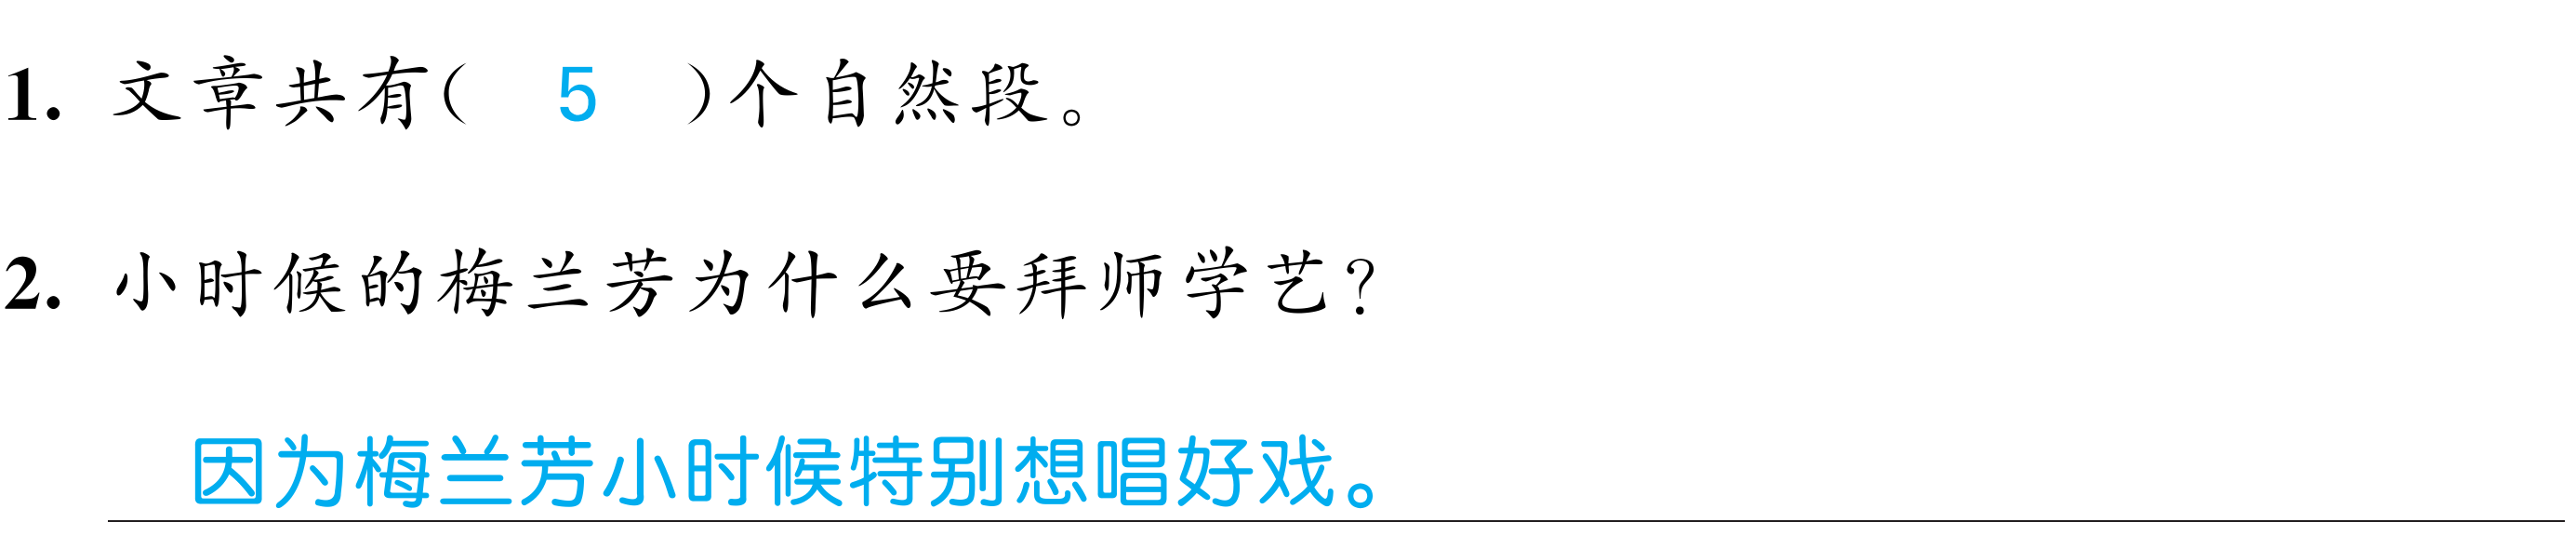 1. 文章共有( 5 )个自然段。
2. 小时候的梅兰芳为什么要拜师学艺?
因为梅兰芳小时候特别想唱好戏。